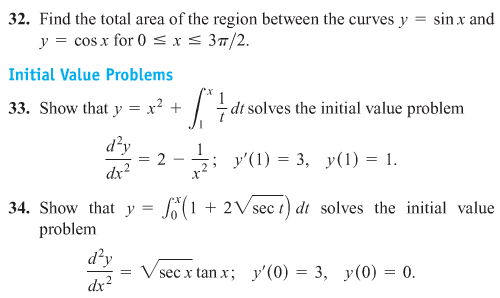 32. Find the total area of the region between the curves y = sin x and
y = cos x for 0 ≤ x ≤ 3π/2.
Initial Value Problems
33. Show that y = x² + ∫₁ˣ 1/t dt solves the initial value problem
d²y/dx² = 2 − 1/x²; y′(1) = 3, y(1) = 1.
34. Show that y = ∫₀ˣ(1 + 2√(sec t)) dt solves the initial value
problem
d²y/dx² = √(sec x) tan x; y′(0) = 3, y(0) = 0.